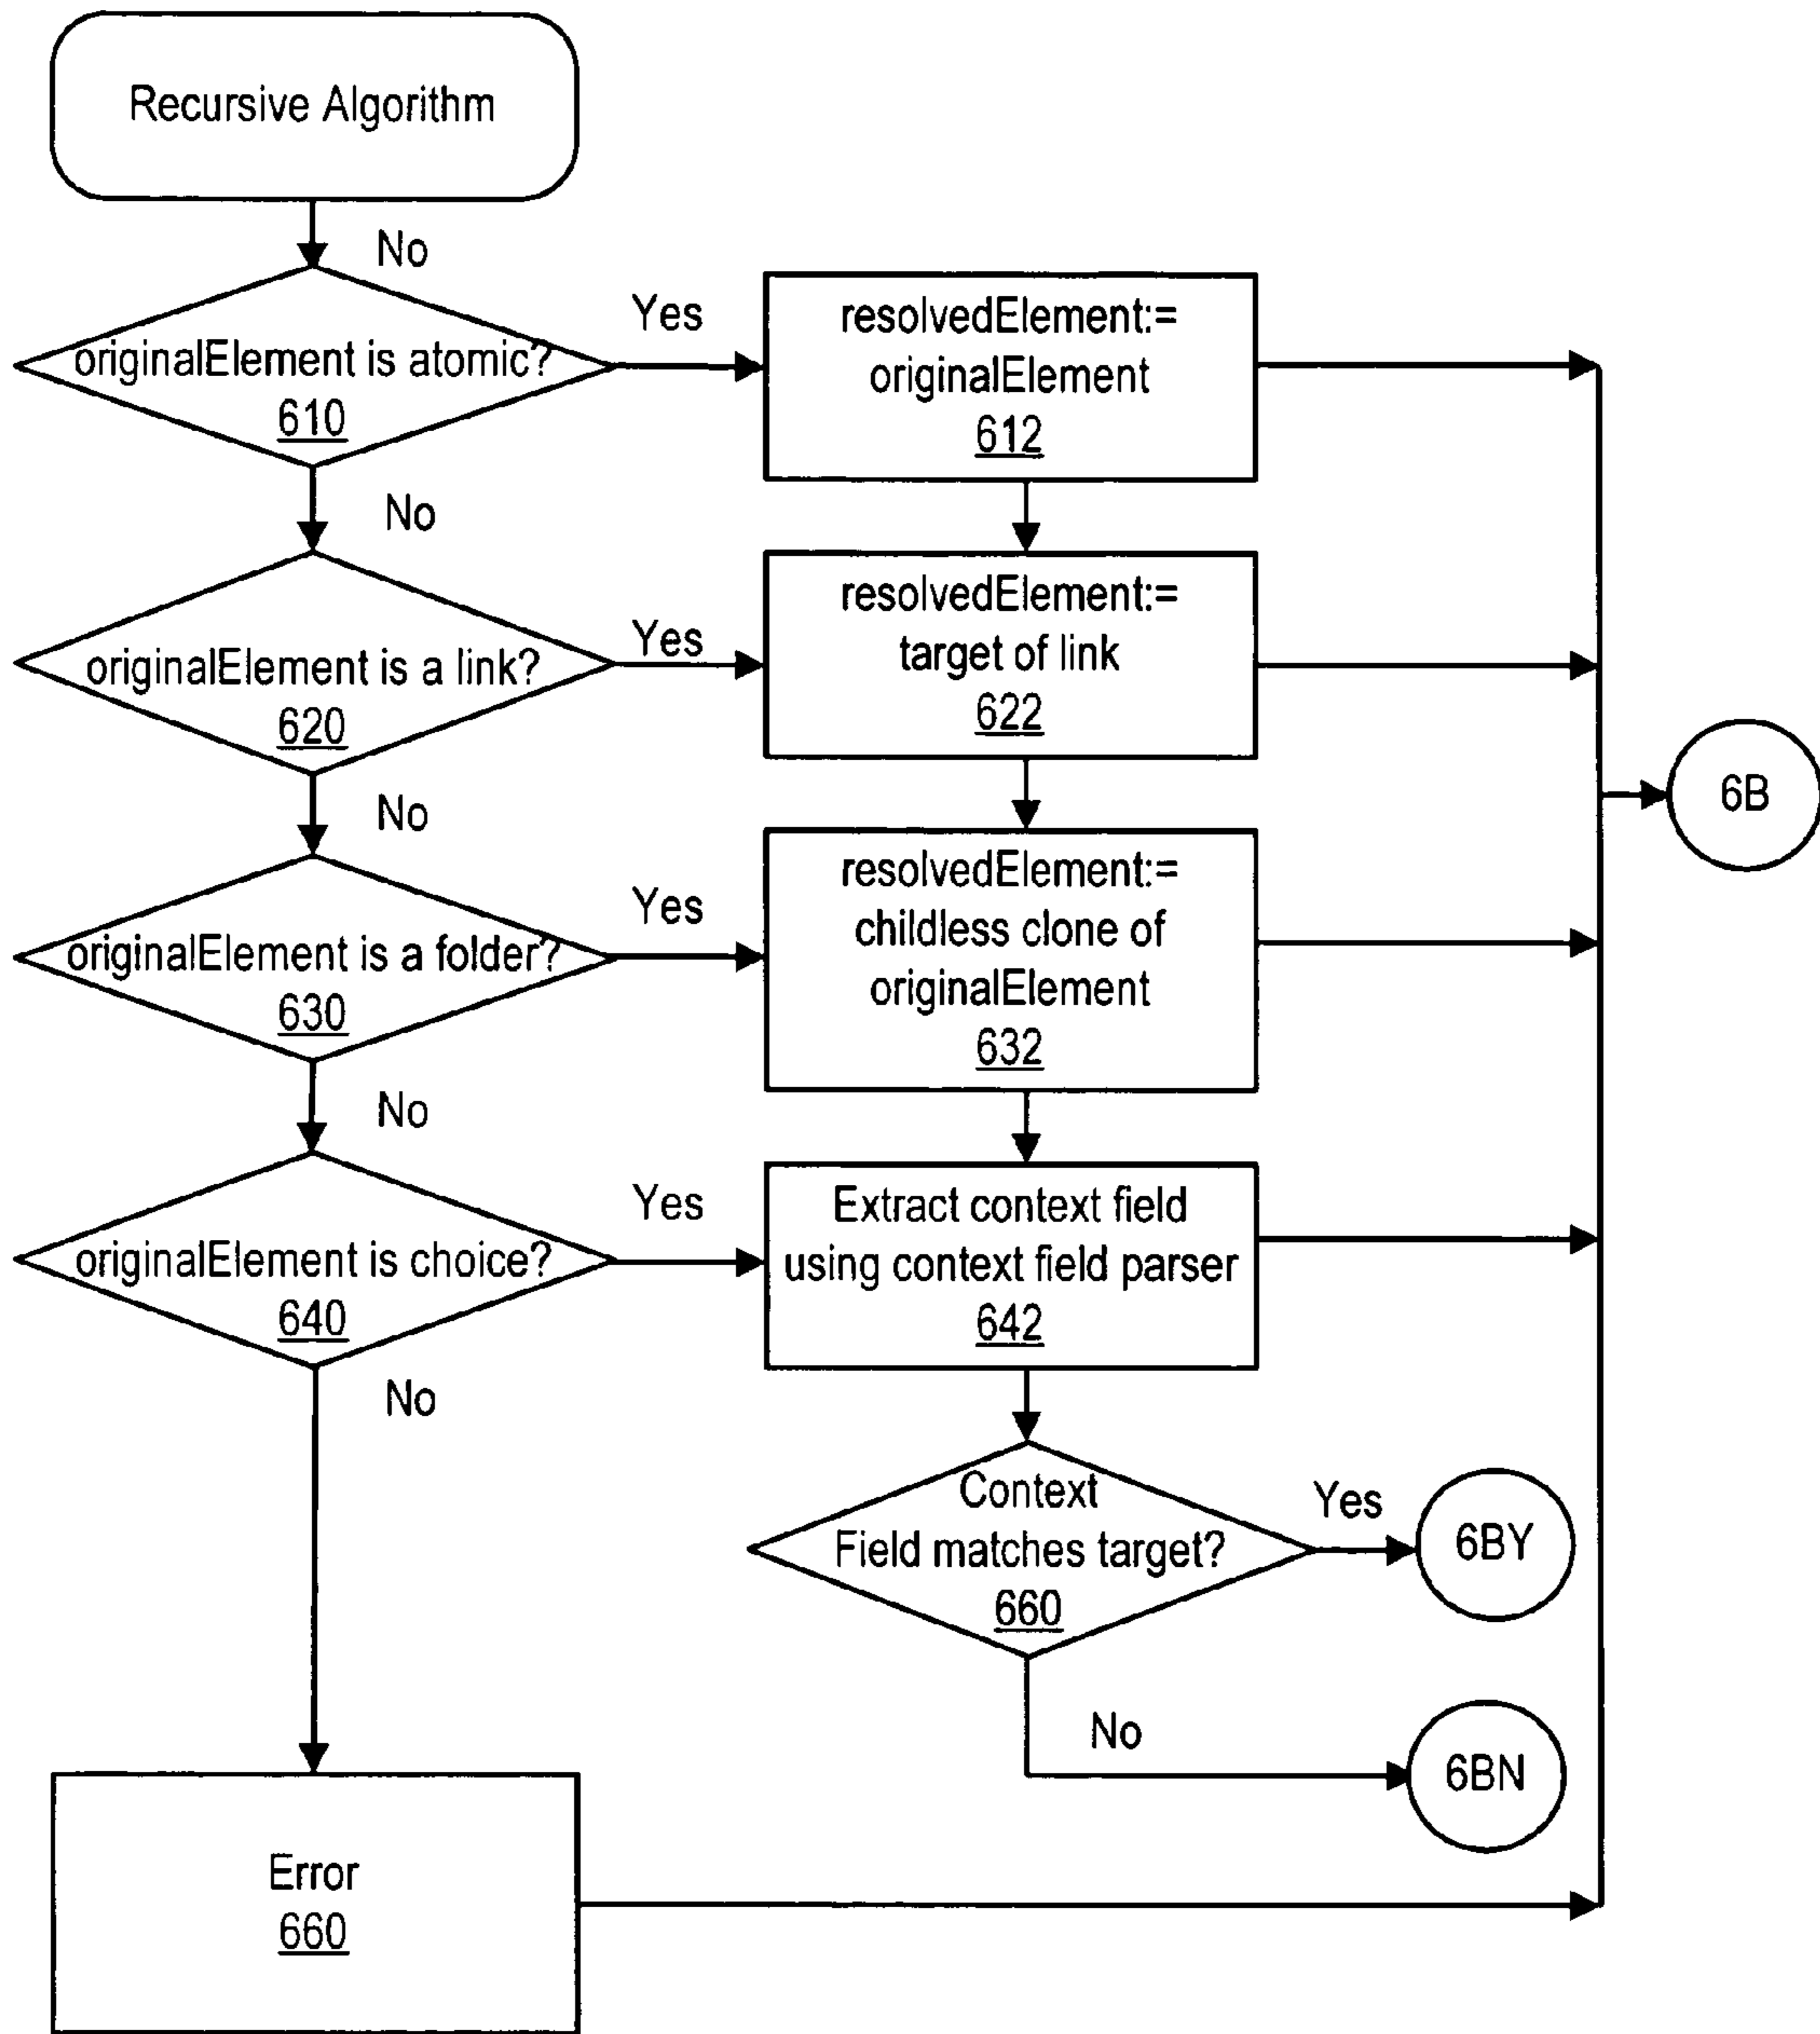 Recursive Algorithm
No
originalElement is atomic?
610
Yes
resolvedElement:=
originalElement
612
No
originalElement is a link?
620
Yes
resolvedElement:=
target of link
622
6B
No
originalElement is a folder?
630
Yes
resolvedElement:=
childless clone of
originalElement
632
No
originalElement is choice?
640
Yes
Extract context field
using context field parser
642
No
Context
Field matches target?
660
Yes
6BY
No
6BN
Error
660